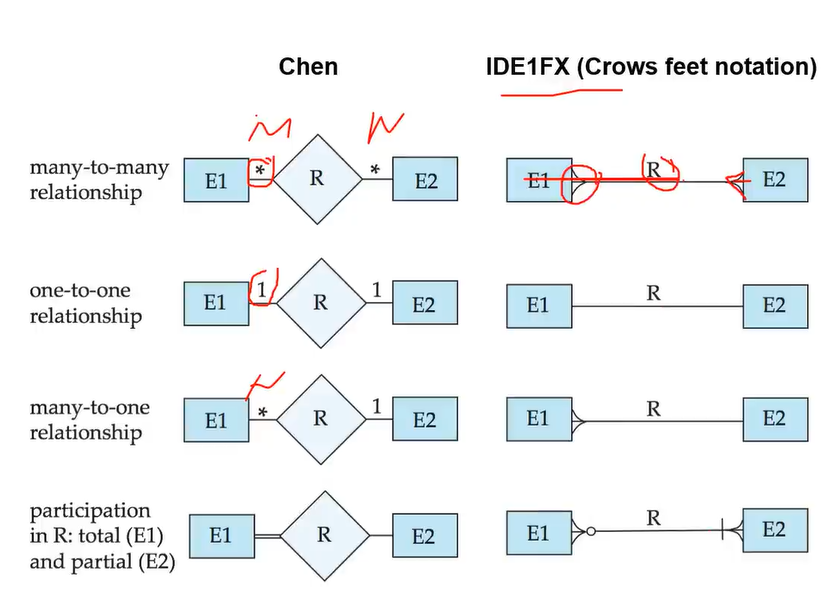 Chen
IDE1FX (Crows feet notation)
M N
many-to-many
relationship
E1 * R * E2
E1 R E2
one-to-one
relationship
E1 1 R 1 E2
E1 R E2
N
many-to-one
relationship
E1 * R 1 E2
E1 R E2
participation
in R: total (E1)
and partial (E2)
E1 R E2
E1 R E2